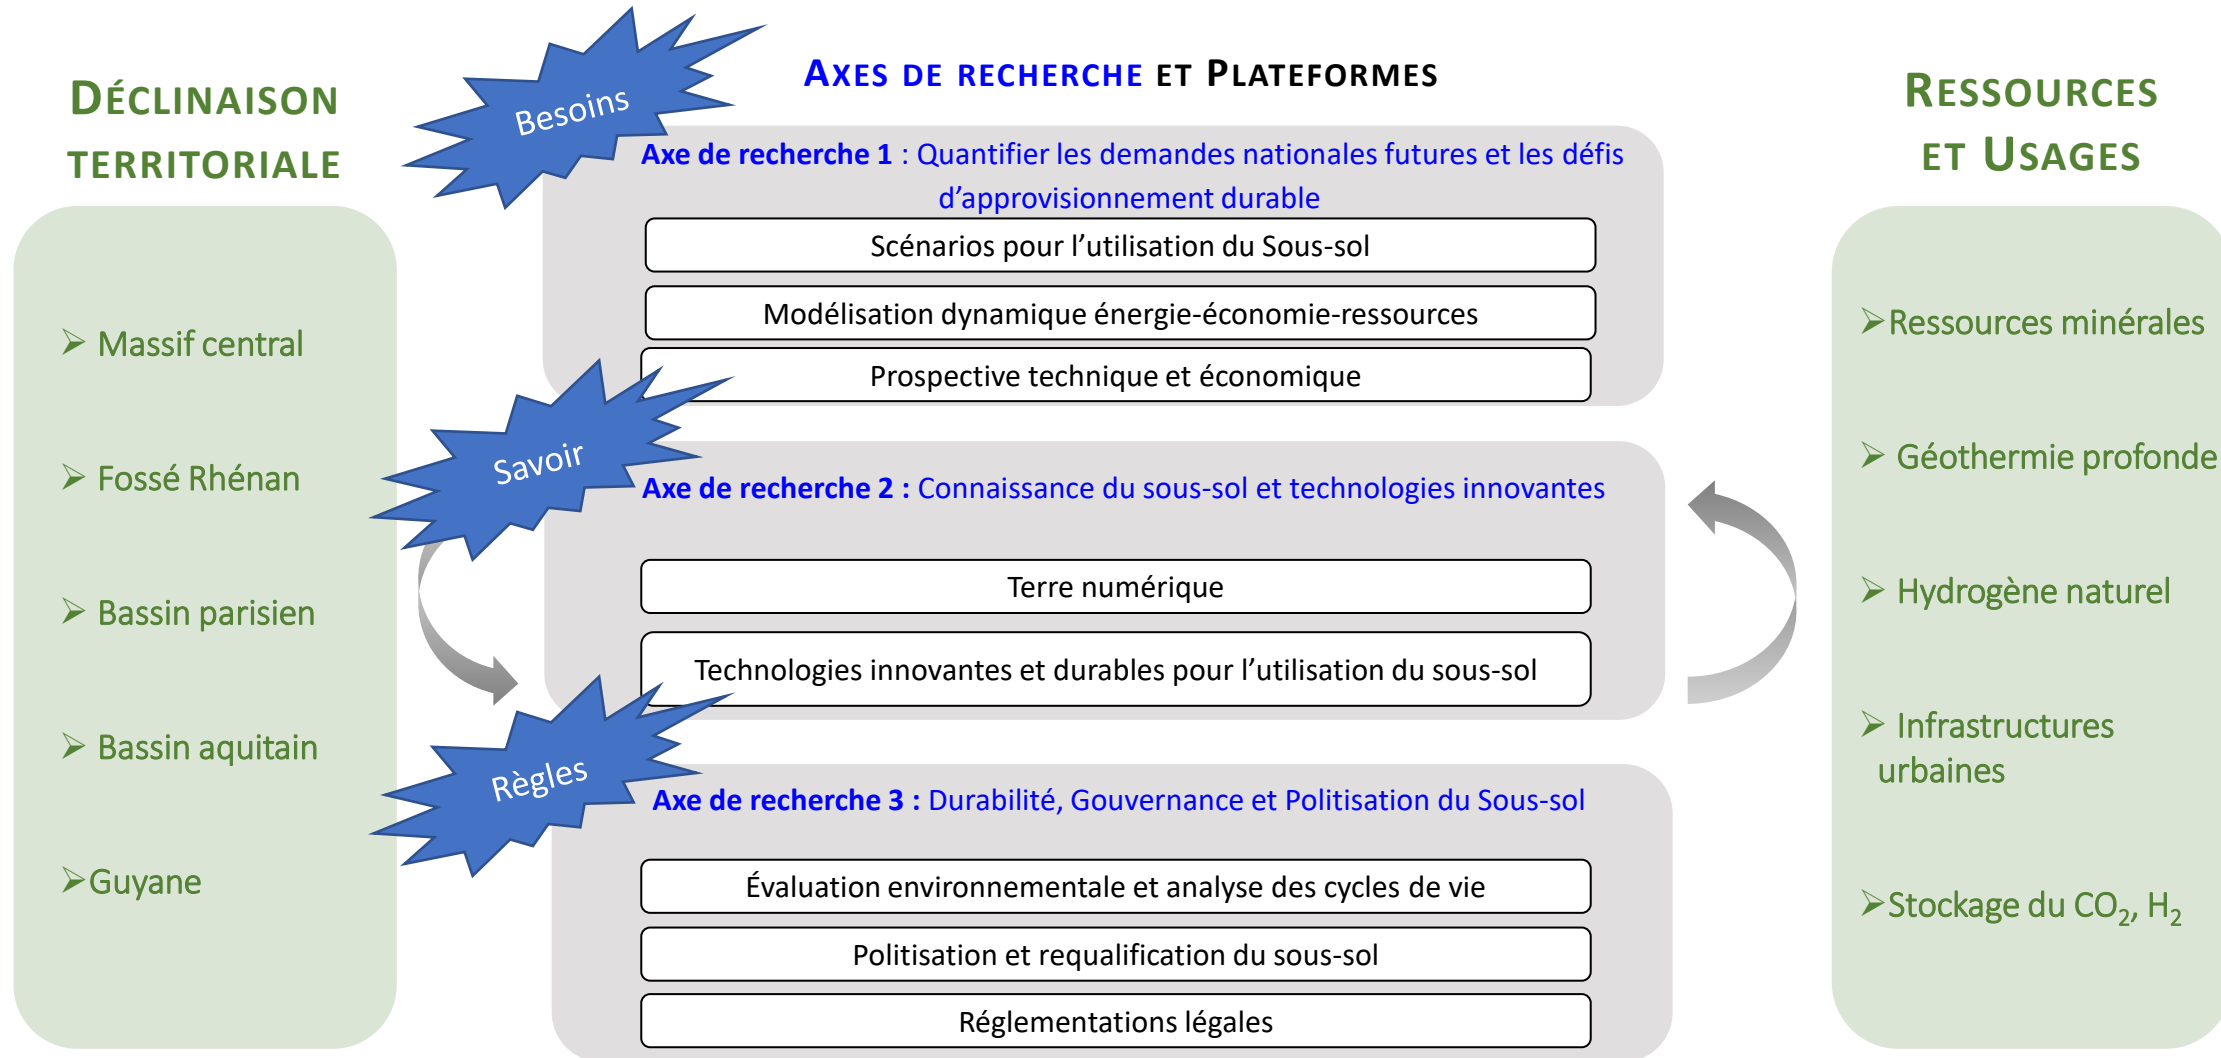 DÉCLINAISON
TERRITORIALE
➢ Massif central
➢ Fossé Rhénan
➢ Bassin parisien
➢ Bassin aquitain
➢Guyane
AXES DE RECHERCHE ET PLATEFORMES
Besoins
Axe de recherche 1 : Quantifier les demandes nationales futures et les défis
d’approvisionnement durable
Scénarios pour l’utilisation du Sous-sol
Modélisation dynamique énergie-économie-ressources
Prospective technique et économique
Savoir
Axe de recherche 2 : Connaissance du sous-sol et technologies innovantes
Terre numérique
Technologies innovantes et durables pour l’utilisation du sous-sol
Règles
Axe de recherche 3 : Durabilité, Gouvernance et Politisation du Sous-sol
Évaluation environnementale et analyse des cycles de vie
Politisation et requalification du sous-sol
Réglementations légales
RESSOURCES
ET USAGES
➢Ressources minérales
➢ Géothermie profonde
➢ Hydrogène naturel
➢ Infrastructures
urbaines
➢Stockage du CO₂, H₂